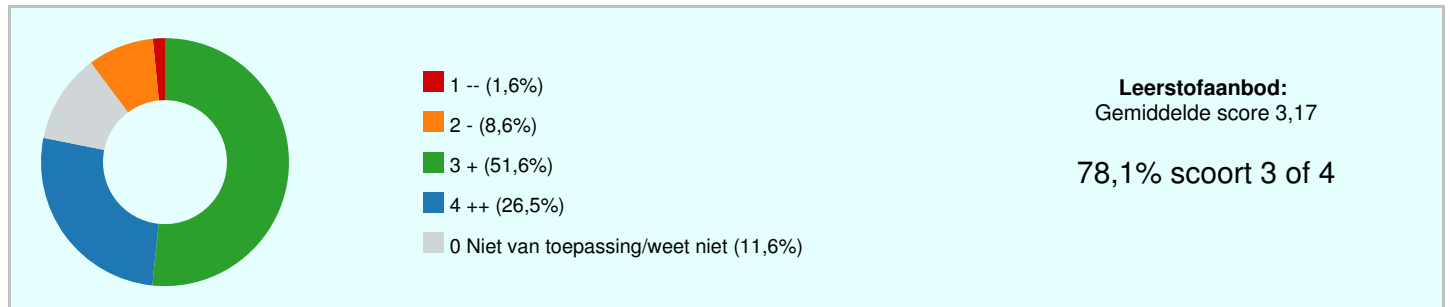 1 -- (1,6%)
2 - (8,6%)
3 + (51,6%)
4 ++ (26,5%)
0 Niet van toepassing/weet niet (11,6%)
Leerstofaanbod:
Gemiddelde score 3,17
78,1% scoort 3 of 4